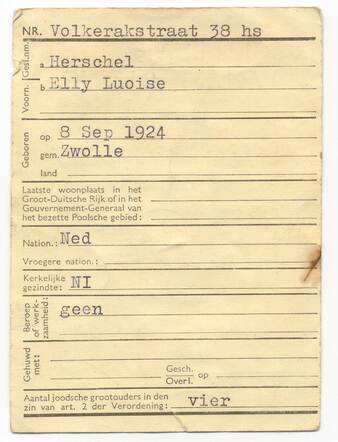 NR. Volkerakstraat 38 hs
Gesl.nm. a Herschel
Voorn. b Elly Luoise
Geboren op 8 Sep 1924
gem. Zwolle
land
Laatste woonplaats in het
Groot-Duitsche Rijk of in het
Gouvernement-Generaal van
het bezette Poolsche gebied:
Nation.: Ned
Vroegere nation.:
Kerkelijke
gezindte: NI
Beroep
of werk-
zaamheid: geen
Gehuwd
met:
Gesch.
Overl. op
Aantal joodsche grootouders in den
zin van art. 2 der Verordening: vier